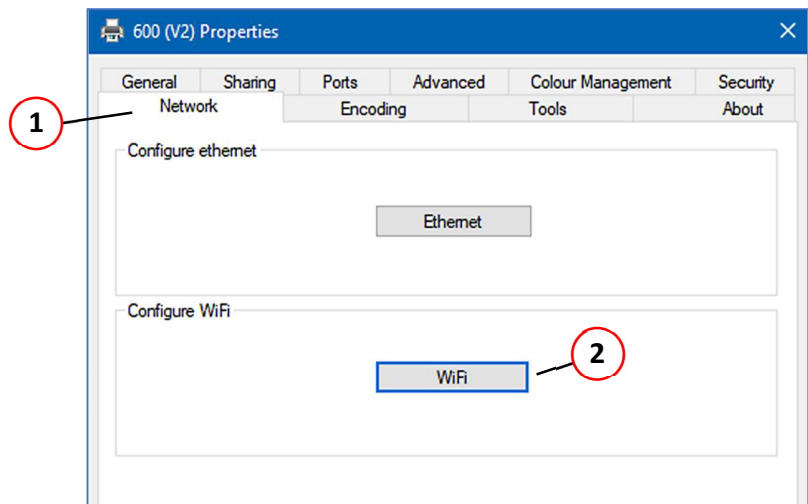 600 (V2) Properties
General Sharing Ports Advanced Colour Management Security
1 Network Encoding Tools About
Configure ethernet
Ethernet
Configure WiFi
2
WiFi